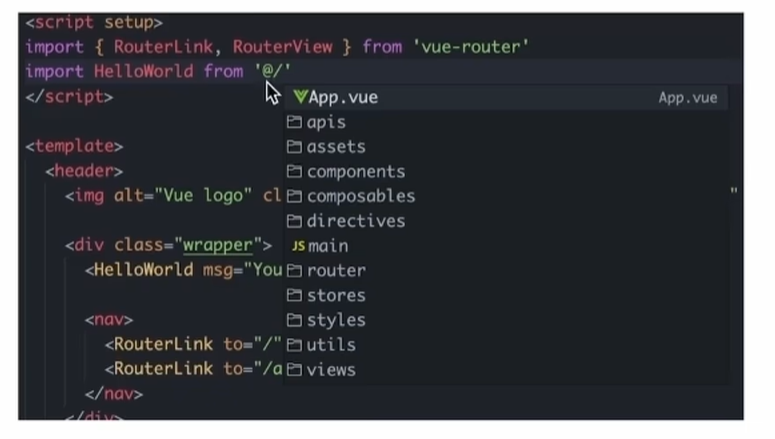 <script setup>
import { RouterLink, RouterView } from 'vue-router'
import HelloWorld from '@/'
</script>
App.vue App.vue
apis
<template>
assets
<header>
components
<img alt="Vue logo" cl
composables "
directives
<div class="wrapper">
JS main
<HelloWorld msg="You
router
stores
<nav>
styles
<RouterLink to="/"
utils
<RouterLink to="/a
views
</nav>
</div>